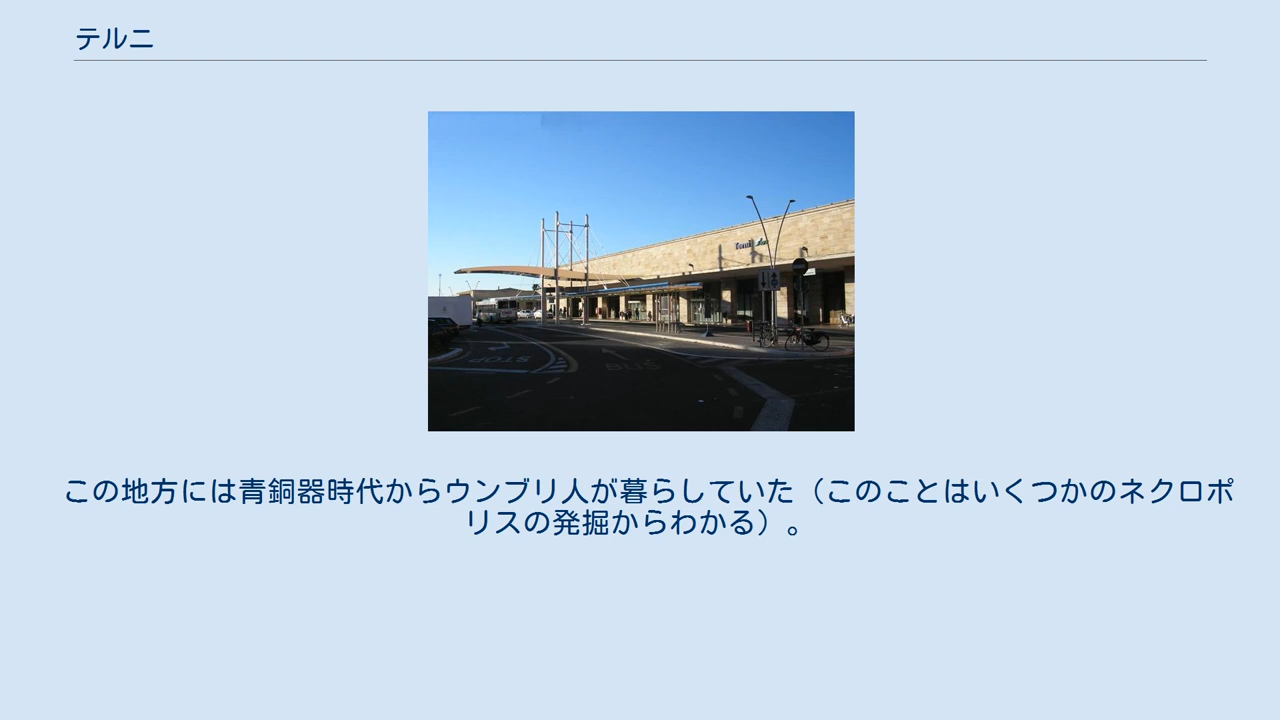 テルニ
STOP
BUS
この地方には青銅器時代からウンブリ人が暮らしていた（このことはいくつかのネクロポ
リスの発掘からわかる）。